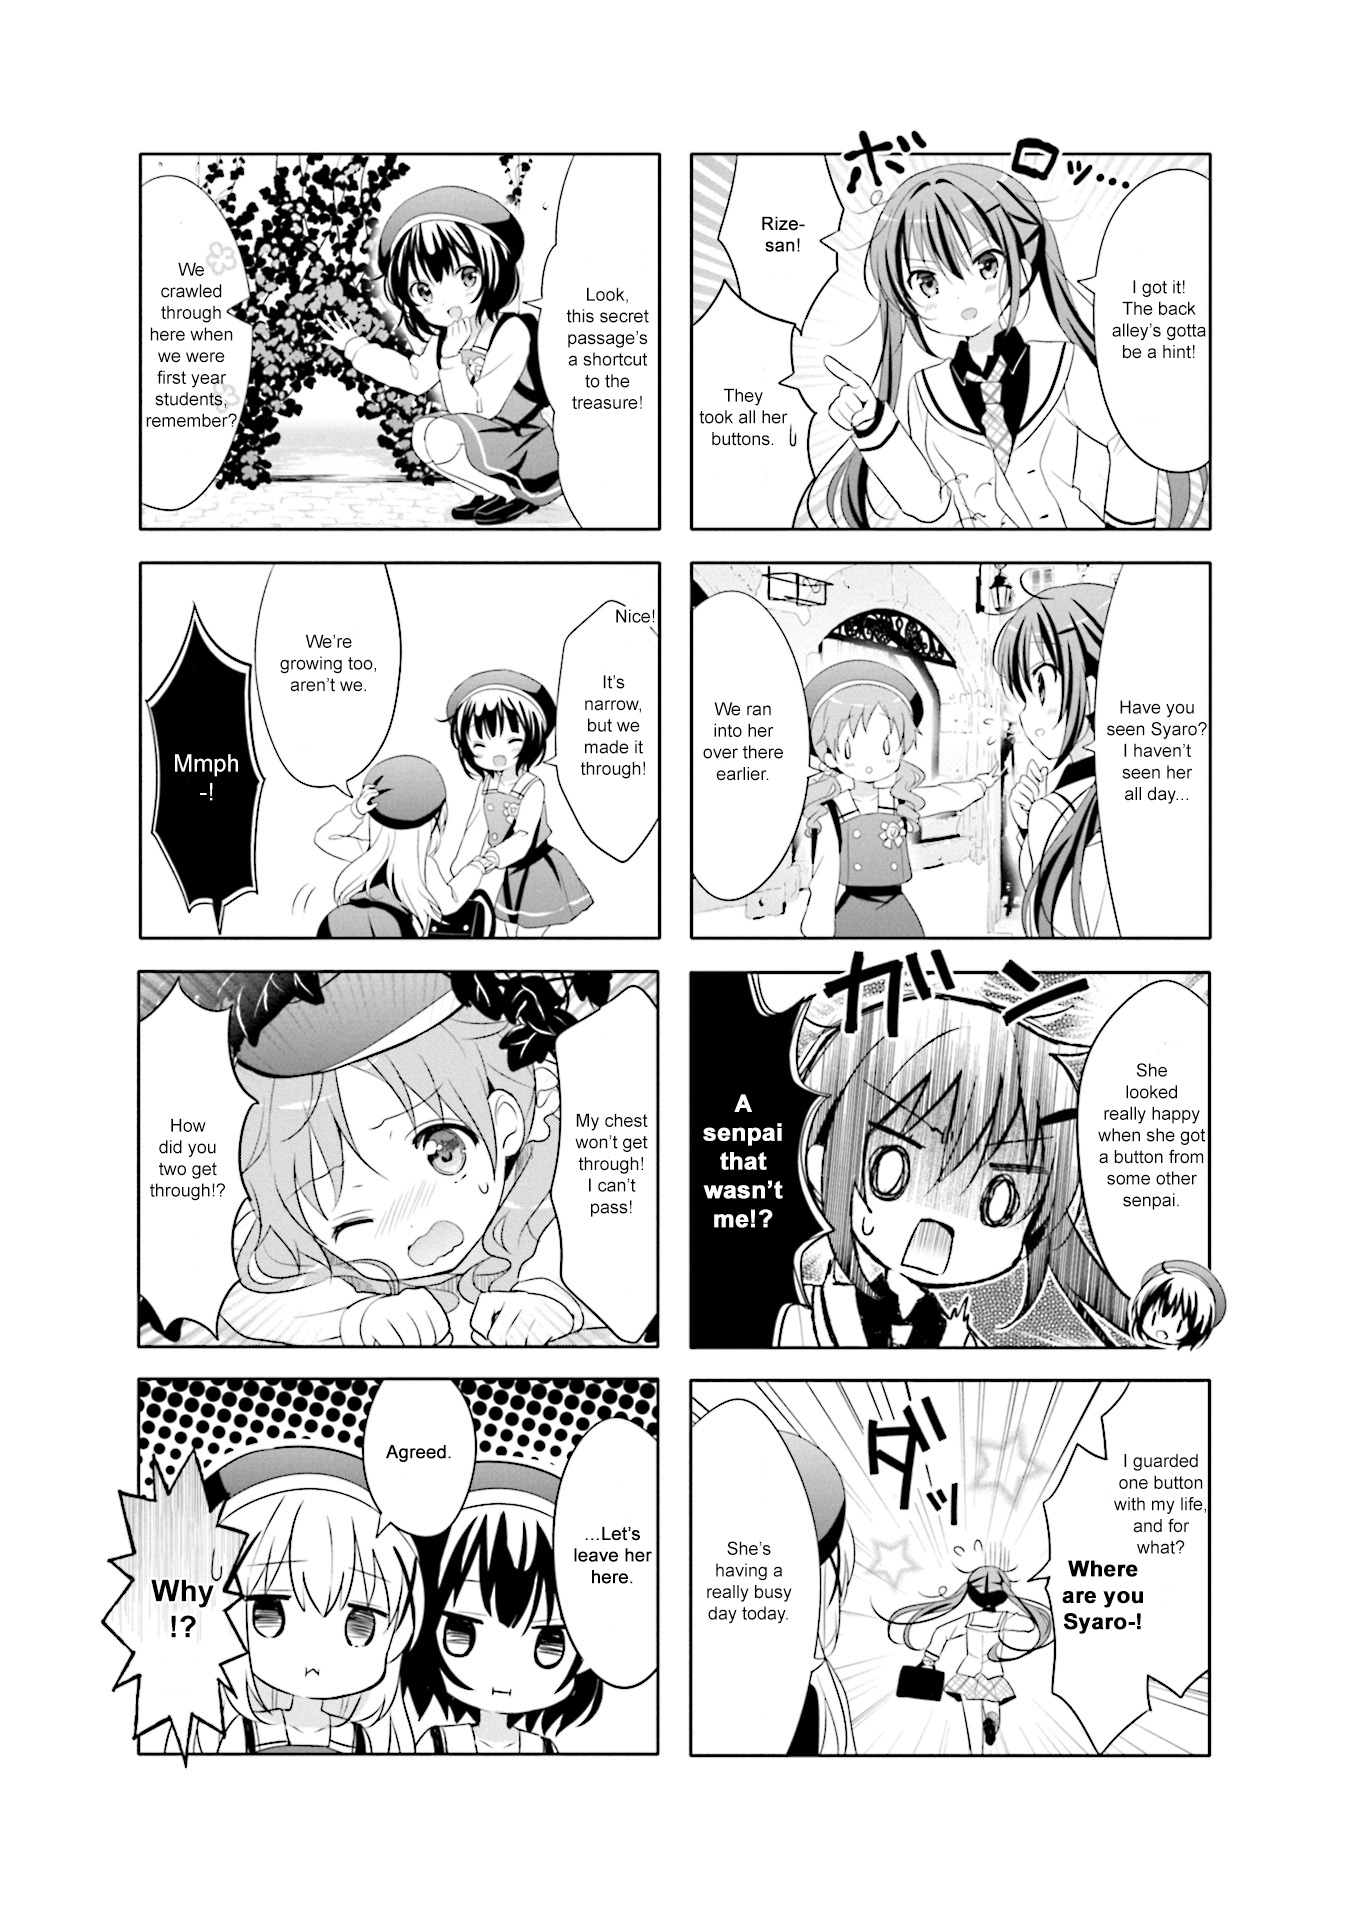 ボロッ…
I got it!
The back
alley's gotta
be a hint!
Rize-
san!
They
took all her
buttons.
Have you
seen Syaro?
I haven't
seen her
all day...
We ran
into her
over there
earlier.
ガーン
She
looked
really happy
when she got
a button from
some other
senpai.
A
senpai
that
wasn't
me!?
I guarded
one button
with my life,
and for
what?
Where
are you
Syaro-!
ダッ
She's
having a
really busy
day today.
Look,
this secret
passage's
a shortcut
to the
treasure!
We
crawled
through
here when
we were
first year
students,
remember?
Nice!
It's
narrow,
but we
made it
through!
We're
growing too,
aren't we.
Mmph
-!
My chest
won't get
through!
I can't
pass!
How
did you
two get
through!?
...Let's
leave her
here.
Agreed.
Why
!?